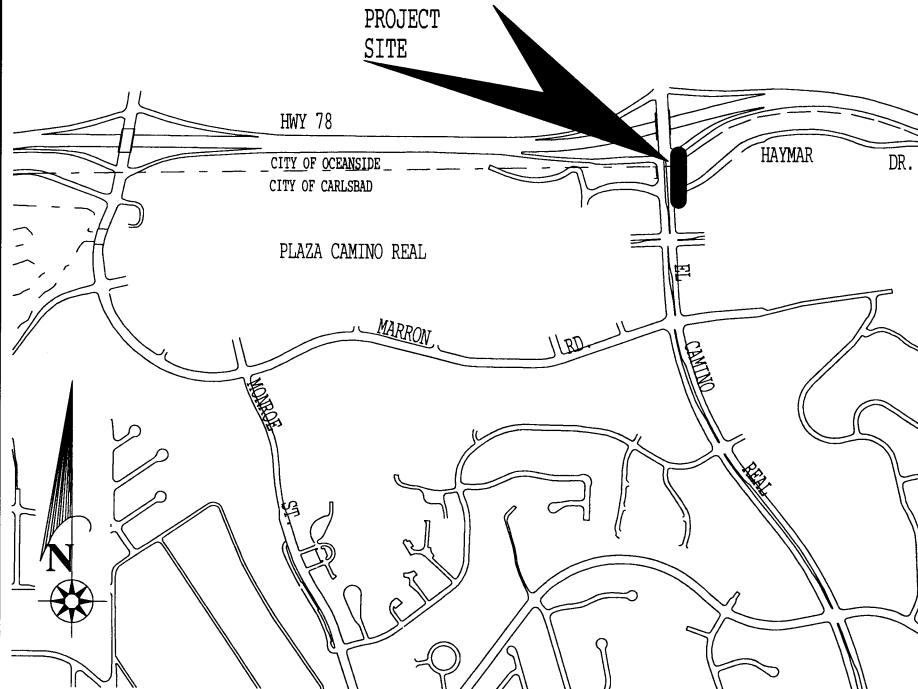 PROJECT
SITE
HWY 78
CITY OF OCEANSIDE
CITY OF CARLSBAD
HAYMAR DR.
PLAZA CAMINO REAL
EL CAMINO REAL
MARRON RD.
MONROE ST.
N